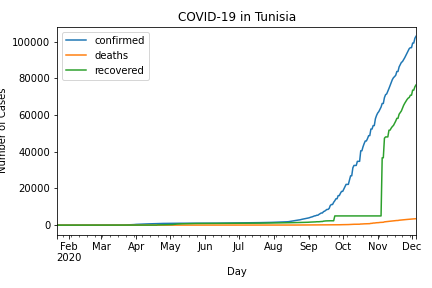 COVID-19 in Tunisia
confirmed
deaths
recovered
100000
80000
60000
40000
20000
0
Number of Cases
Feb Mar Apr May Jun Jul Aug Sep Oct Nov Dec
2020
Day